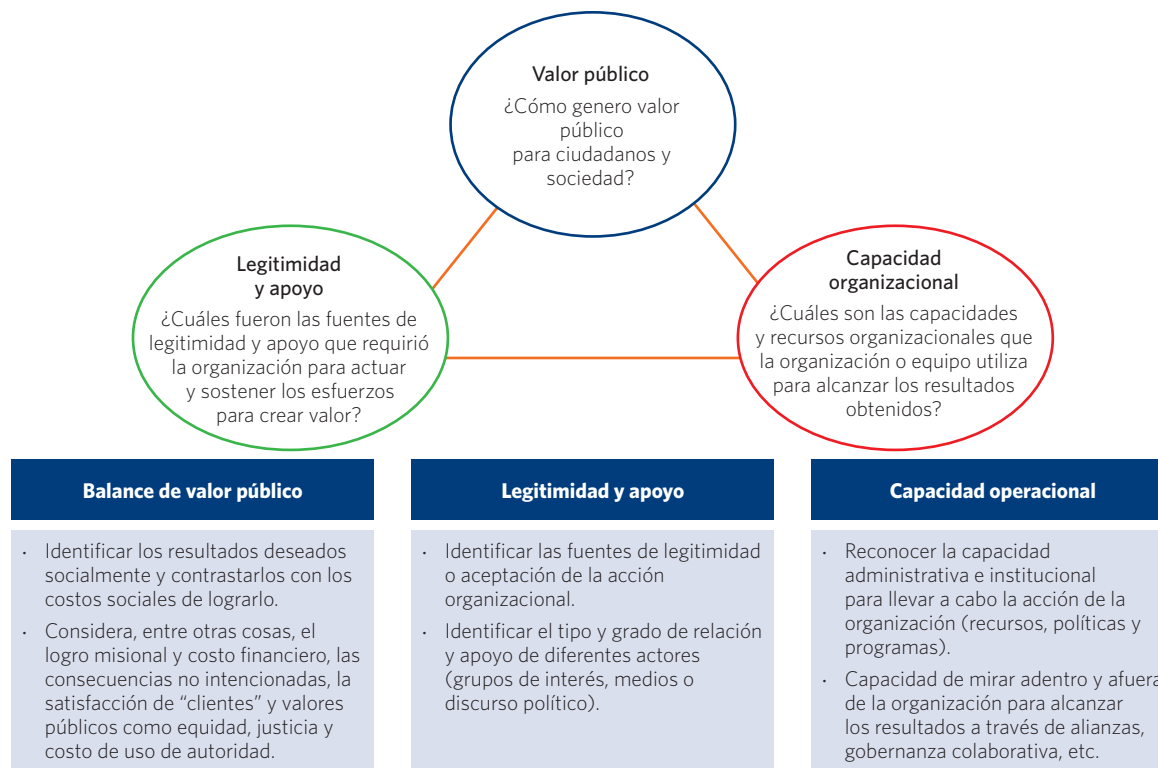 Valor público
¿Cómo genero valor
público
para ciudadanos y
sociedad?
Legitimidad
y apoyo
¿Cuáles fueron las fuentes de
legitimidad y apoyo que requirió
la organización para actuar
y sostener los esfuerzos
para crear valor?
Capacidad
organizacional
¿Cuáles son las capacidades
y recursos organizacionales que
la organización o equipo utiliza
para alcanzar los resultados
obtenidos?
Balance de valor público
· Identificar los resultados deseados
socialmente y contrastarlos con los
costos sociales de lograrlo.
· Considera, entre otras cosas, el
logro misional y costo financiero, las
consecuencias no intencionadas, la
satisfacción de “clientes” y valores
públicos como equidad, justicia y
costo de uso de autoridad.
Legitimidad y apoyo
· Identificar las fuentes de legitimidad
o aceptación de la acción
organizacional.
· Identificar el tipo y grado de relación
y apoyo de diferentes actores
(grupos de interés, medios o
discurso político).
Capacidad operacional
· Reconocer la capacidad
administrativa e institucional
para llevar a cabo la acción de la
organización (recursos, políticas y
programas).
· Capacidad de mirar adentro y afuera
de la organización para alcanzar
los resultados a través de alianzas,
gobernanza colaborativa, etc.